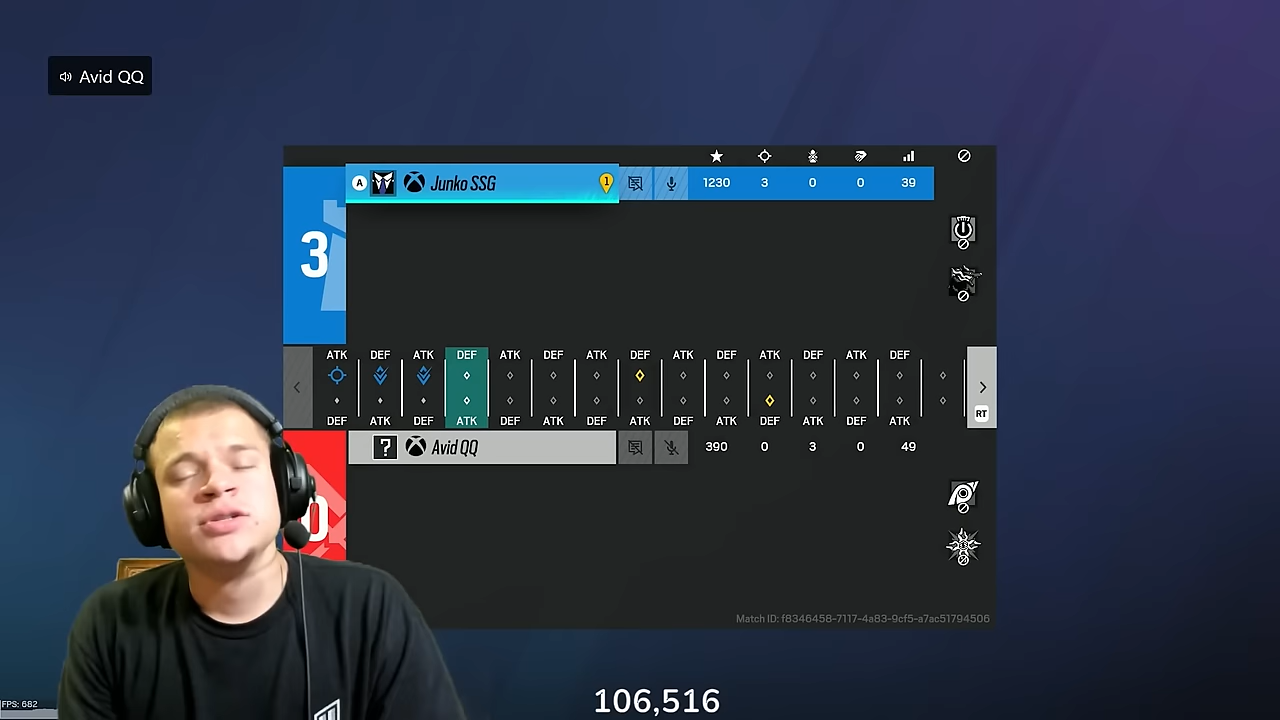 Avid QQ
A Junko SSG 1 1230 3 0 0 39
3
ATK DEF ATK DEF ATK DEF ATK DEF ATK DEF ATK DEF ATK DEF
RT
DEF ATK DEF ATK DEF ATK DEF ATK DEF ATK DEF ATK DEF ATK
? Avid QQ 390 0 3 0 49
0
Match ID: f8346458-7117-4a83-9cf5-a7ac51794506
106,516
FPS: 682